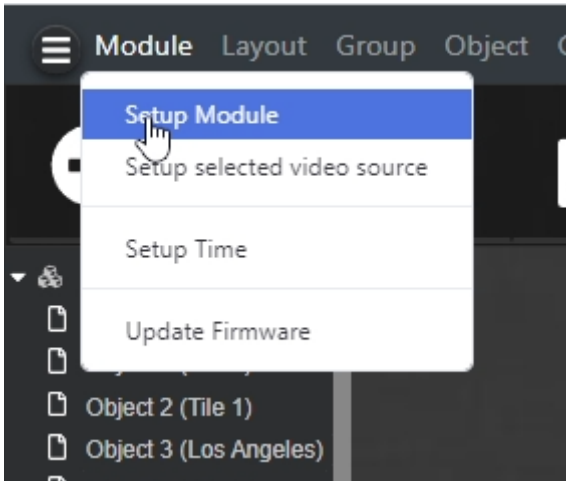 Module Layout Group Object
Setup Module
Setup selected video source
Setup Time
Update Firmware
Object 2 (Tile 1)
Object 3 (Los Angeles)